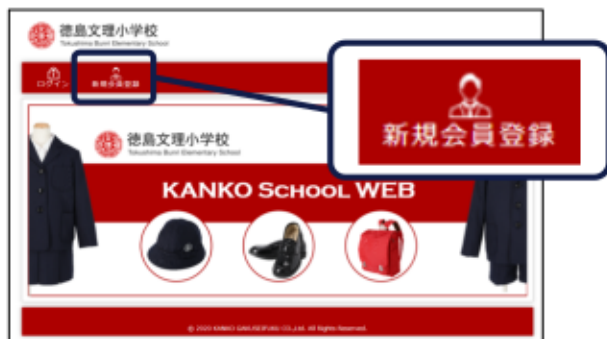 徳島文理小学校
Tokushima Bunri Elementary School
ログイン
新規会員登録
新規会員登録
徳島文理小学校
Tokushima Bunri Elementary School
KANKO SCHOOL WEB
© 2020 KANKO GAKUSEIFUKU CO.,Ltd. All Rights Reserved.